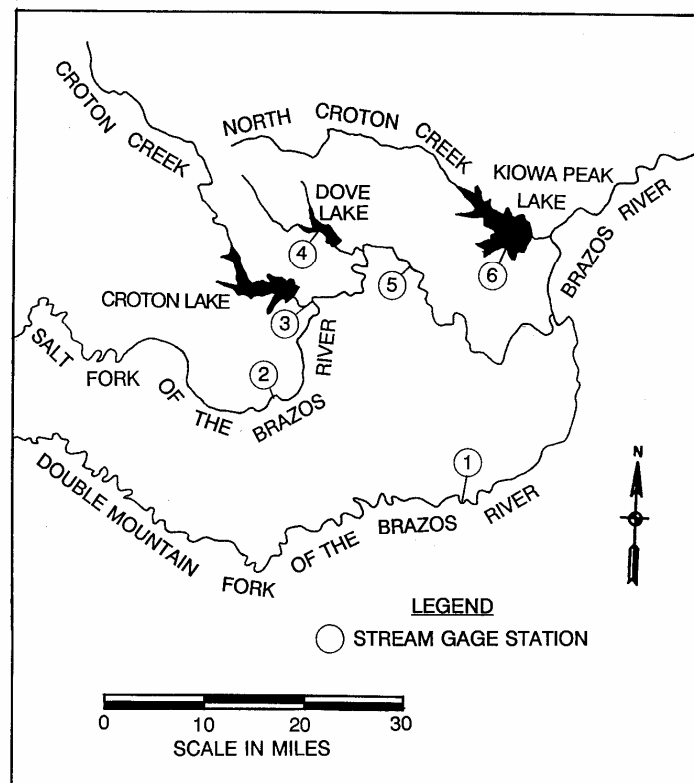 CROTON CREEK
NORTH CROTON CREEK
KIOWA PEAK
LAKE
DOVE
LAKE
4
5
6
BRAZOS RIVER
CROTON LAKE
3
2
SALT FORK OF THE BRAZOS RIVER
1
DOUBLE MOUNTAIN FORK OF THE BRAZOS RIVER
N
LEGEND
STREAM GAGE STATION
0 10 20 30
SCALE IN MILES